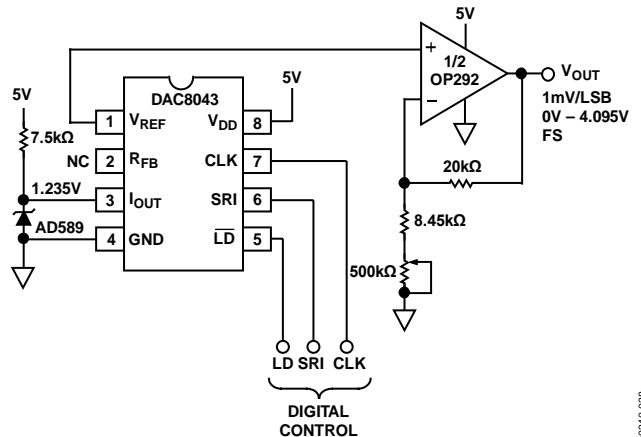 5V
1/2
OP292
+
–
VOUT
1mV/LSB
0V – 4.095V
FS
20kΩ
8.45kΩ
500kΩ
5V
7.5kΩ
1.235V
AD589
NC
DAC8043
1 VREF
2 RFB
3 IOUT
4 GND
VDD 8
CLK 7
SRI 6
LD 5
5V
LD SRI CLK
DIGITAL
CONTROL